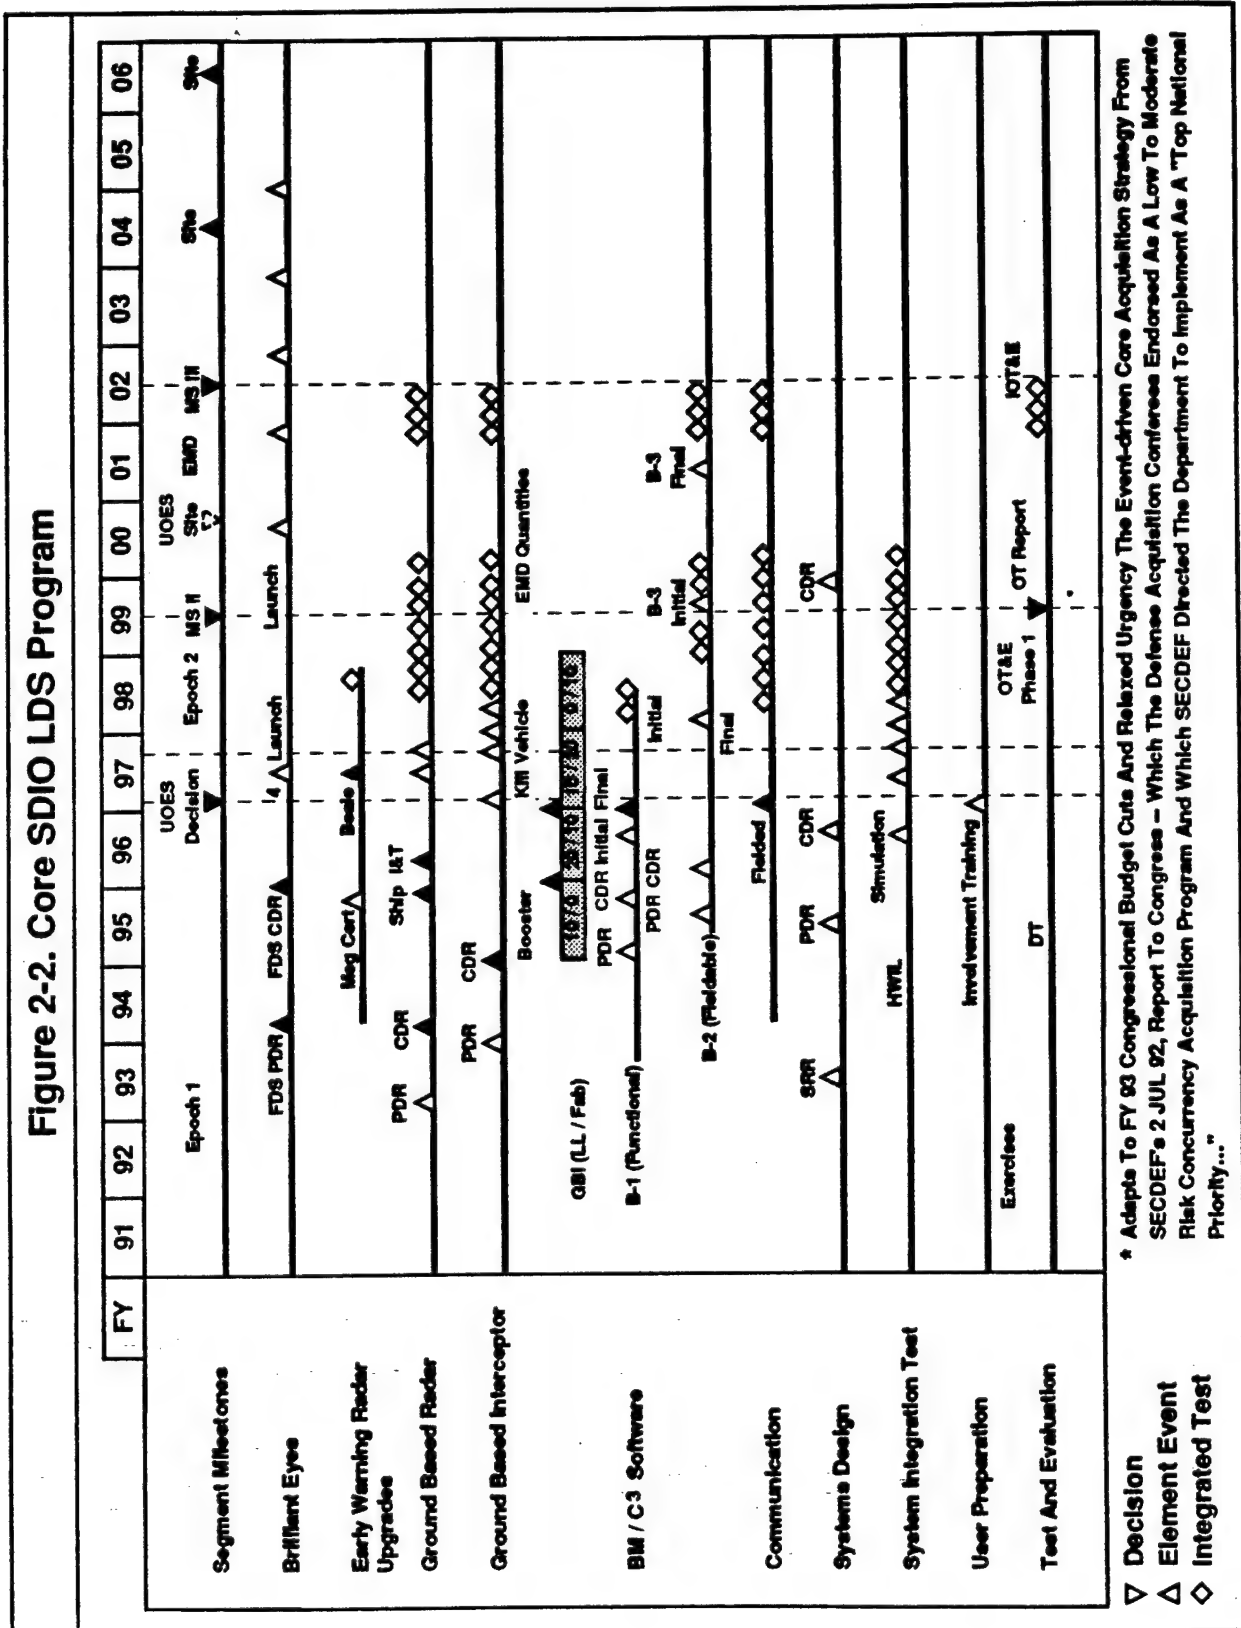 Figure 2-2. Core SDIO LDS Program
FY 91 92 93 94 95 96 97 98 99 00 01 02 03 04 05 06
Segment Milestones
Epoch 1
UOES
Decision
Epoch 2
MS II
UOES
Site
EMD
MS III
Site
Site
Brilliant Eyes
FDS PDR
FDS CDR
Launch
Launch
Early Warning Radar
Upgrades
Msg Cert
Beale
Ground Based Radar
PDR
CDR
Ship
I&T
Ground Based Interceptor
PDR
CDR
Booster
Kill Vehicle
EMD Quantities
GBI (LL / Fab)
10 / 0
20 / 10
BM / C3 Software
B-1 (Functional)
PDR
CDR
Initial
Final
B-2 (Fieldable)
PDR
CDR
Initial
Final
B-3
Initial
B-3
Final
Communication
Fielded
Systems Design
SRR
PDR
CDR
CDR
System Integration Test
HWIL
Simulation
User Preparation
Involvement Training
Test And Evaluation
Exercises
DT
OT&E
Phase 1
OT Report
IOT&E
Decision
Element Event
Integrated Test
* Adapts To FY 93 Congressional Budget Cuts And Relaxed Urgency The Event-driven Core Acquisition Strategy From
SECDEF's 2 JUL 92, Report To Congress – Which The Defense Acquisition Conferees Endorsed As A Low To Moderate
Risk Concurrency Acquisition Program And Which SECDEF Directed The Department To Implement As A "Top National
Priority..."